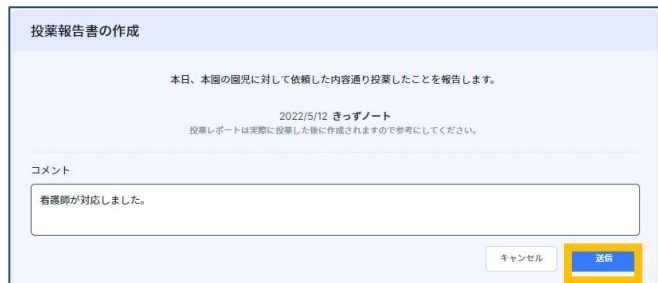 投薬報告書の作成
本日、本園の園児に対して依頼した内容通り投薬したことを報告します。
2022/5/12 きっずノート
投薬レポートは実際に投薬した後に作成されますので参考にしてください。
コメント
看護師が対応しました。
キャンセル 送信